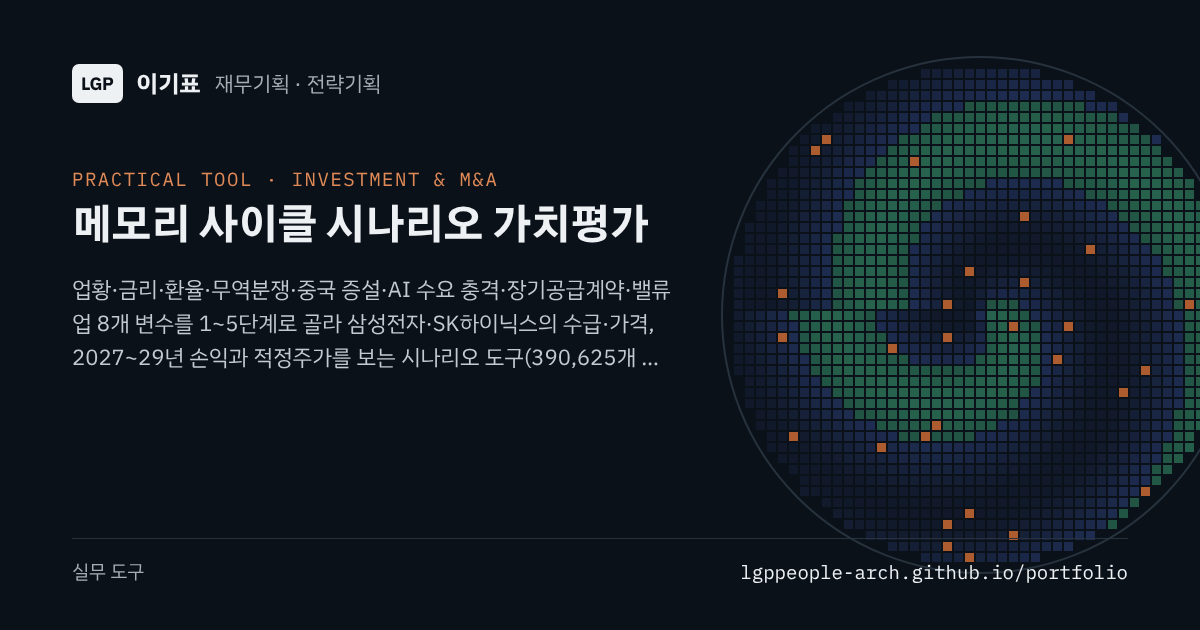 LGP 이기표 재무기획 · 전략기획
PRACTICAL TOOL · INVESTMENT & M&A
메모리 사이클 시나리오 가치평가
업황·금리·환율·무역분쟁·중국 증설·AI 수요 충격·장기공급계약·밸류
업 8개 변수를 1~5단계로 골라 삼성전자·SK하이닉스의 수급·가격,
2027~29년 손익과 적정주가를 보는 시나리오 도구(390,625개 ...
실무 도구
lgppeople-arch.github.io/portfolio